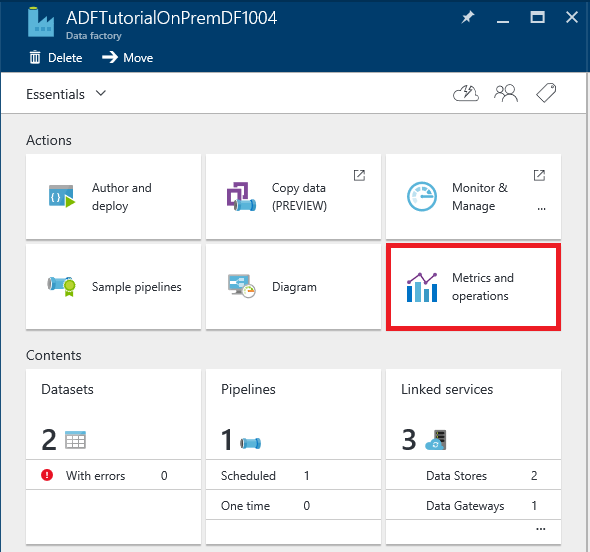 ADFTutorialOnPremDF1004
Data factory
Delete Move
Essentials
Actions
Author and
deploy
Copy data
(PREVIEW)
Monitor &
Manage
...
Sample pipelines
Diagram
Metrics and
operations
Contents
Datasets
2
With errors 0
Pipelines
1
Scheduled 1
One time 0
Linked services
3
Data Stores 2
Data Gateways 1
...